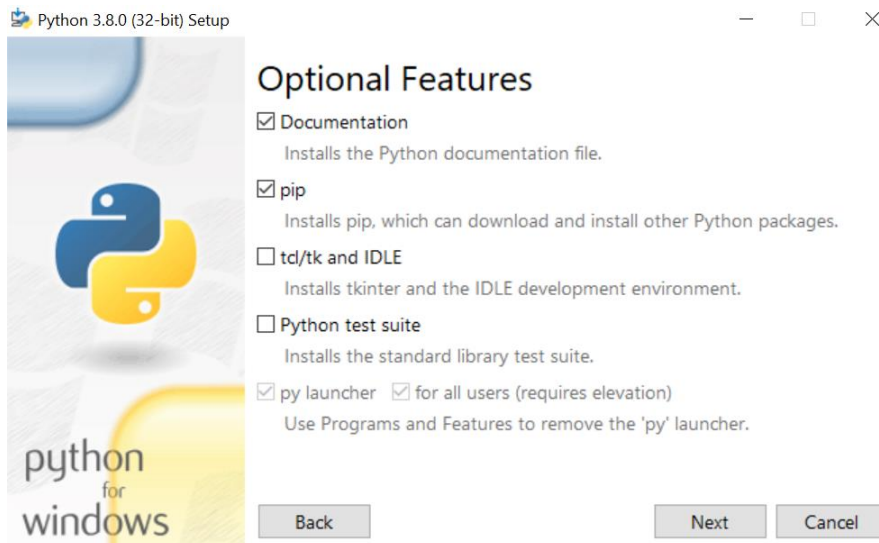 Python 3.8.0 (32-bit) Setup
Optional Features
Documentation
Installs the Python documentation file.
pip
Installs pip, which can download and install other Python packages.
tcl/tk and IDLE
Installs tkinter and the IDLE development environment.
Python test suite
Installs the standard library test suite.
py launcher for all users (requires elevation)
Use Programs and Features to remove the 'py' launcher.
python
for
windows
Back Next Cancel